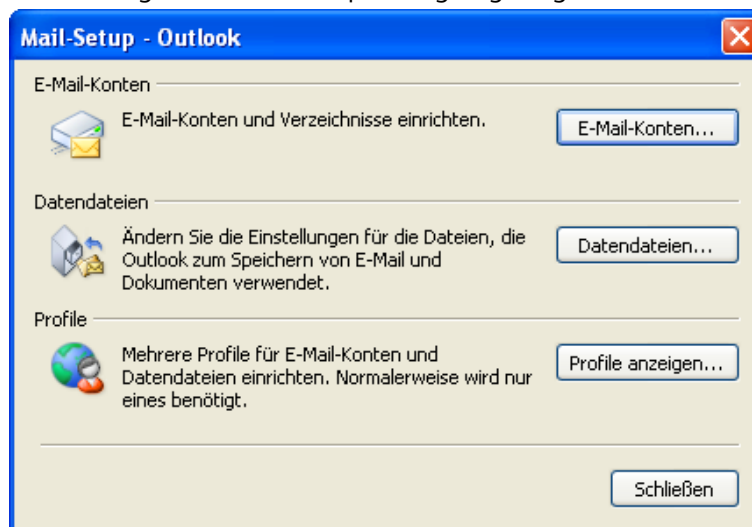 Mail-Setup - Outlook
E-Mail-Konten
E-Mail-Konten und Verzeichnisse einrichten.
E-Mail-Konten...
Datendateien
Ändern Sie die Einstellungen für die Dateien, die
Outlook zum Speichern von E-Mail und
Dokumenten verwendet.
Datendateien...
Profile
Mehrere Profile für E-Mail-Konten und
Datendateien einrichten. Normalerweise wird nur
eines benötigt.
Profile anzeigen...
Schließen